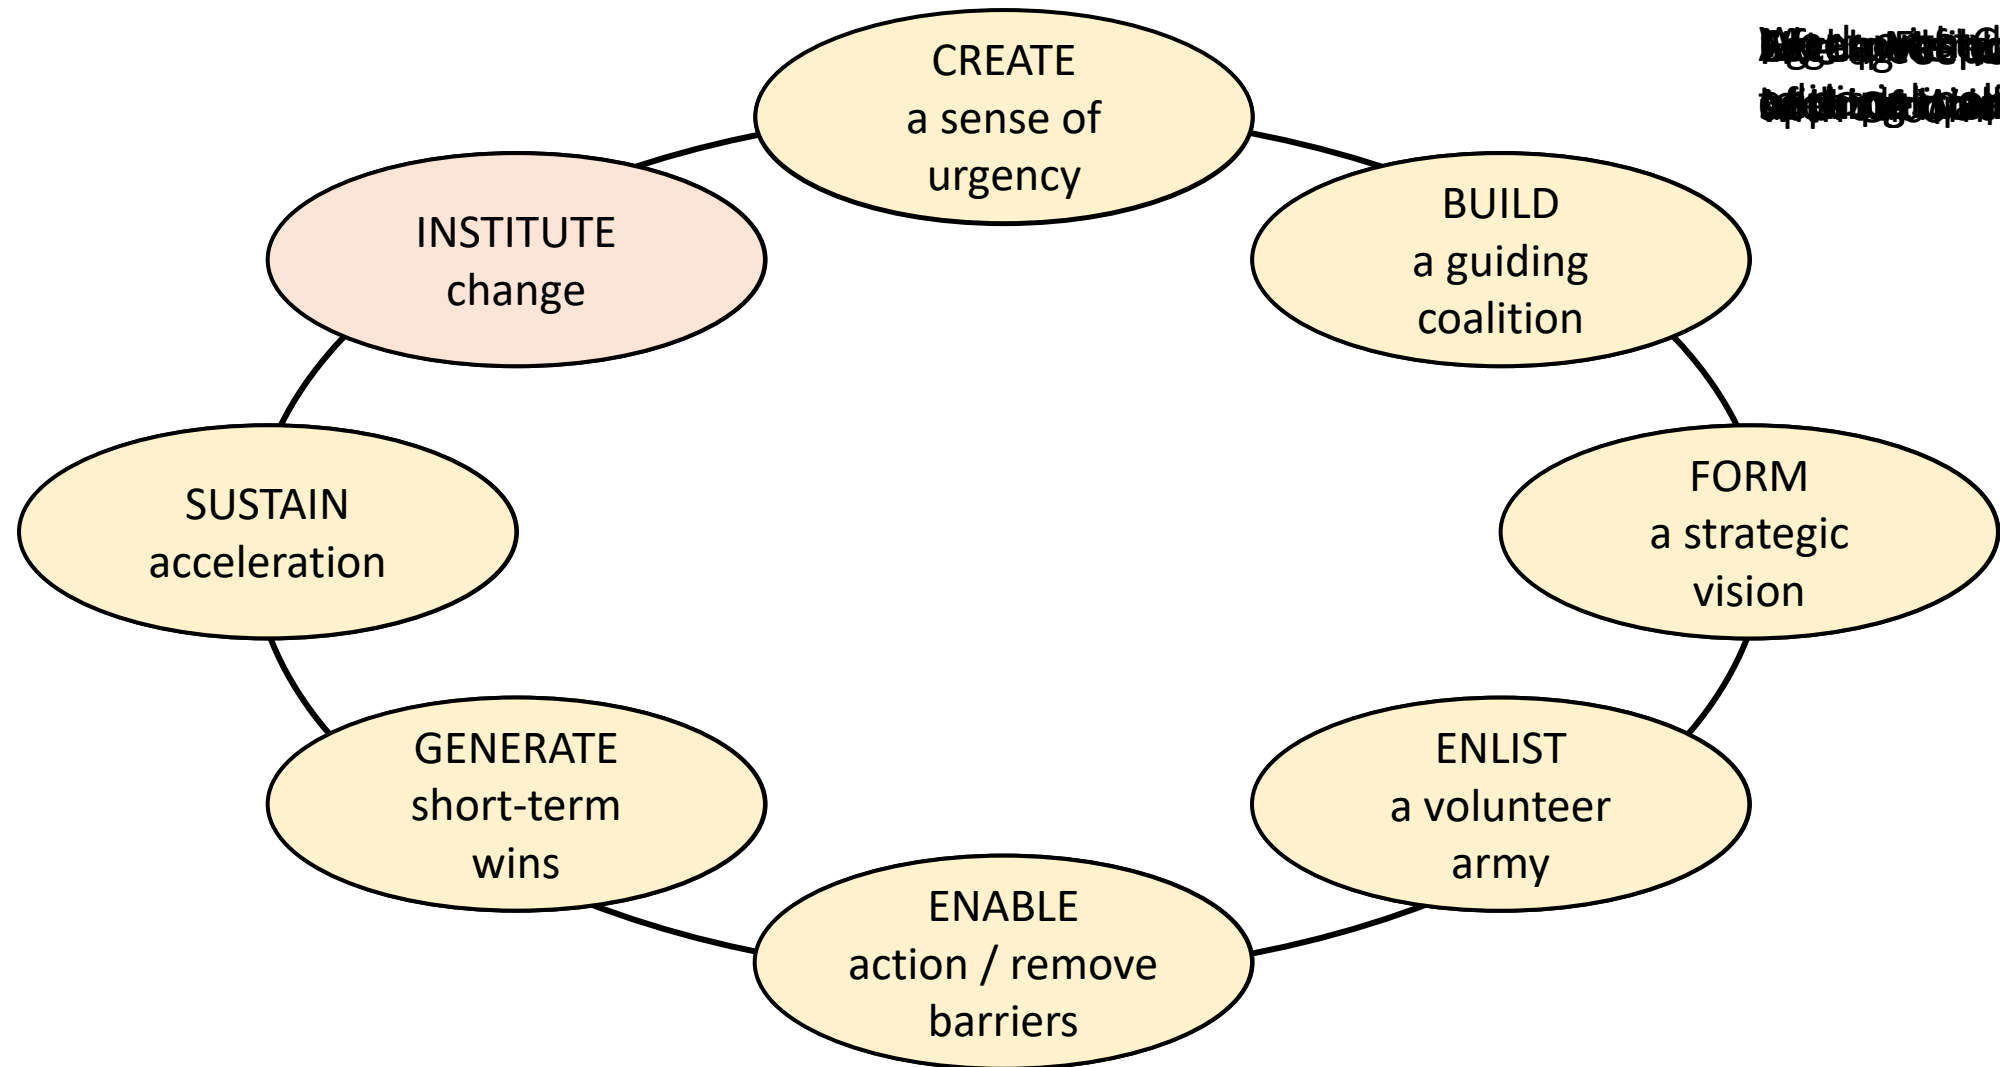 CREATE
a sense of
urgency
BUILD
a guiding
coalition
FORM
a strategic
vision
ENLIST
a volunteer
army
ENABLE
action / remove
barriers
GENERATE
short-term
wins
SUSTAIN
acceleration
INSTITUTE
change